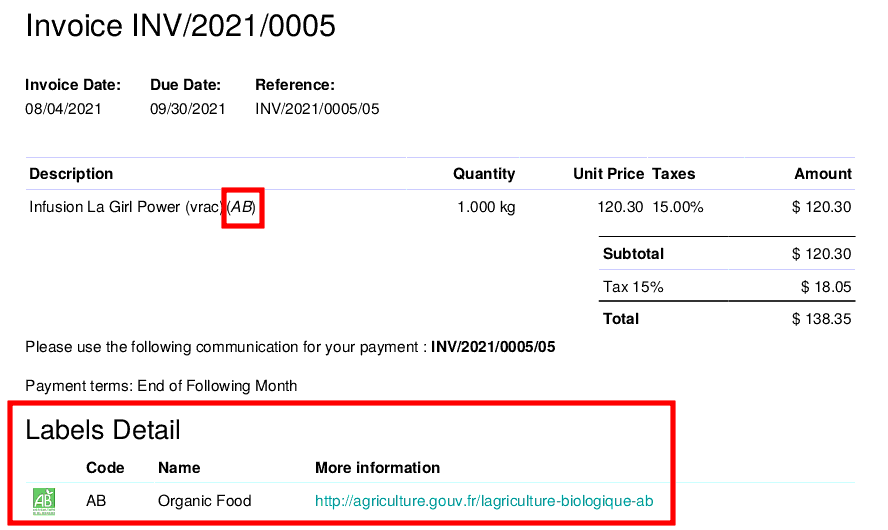 Invoice INV/2021/0005
Invoice Date: Due Date: Reference:
08/04/2021 09/30/2021 INV/2021/0005/05
Description Quantity Unit Price Taxes Amount
Infusion La Girl Power (vrac) (AB) 1.000 kg 120.30 15.00% $ 120.30
Subtotal $ 120.30
Tax 15% $ 18.05
Total $ 138.35
Please use the following communication for your payment : INV/2021/0005/05
Payment terms: End of Following Month
Labels Detail
Code Name More information
AB AB Organic Food http://agriculture.gouv.fr/lagriculture-biologique-ab